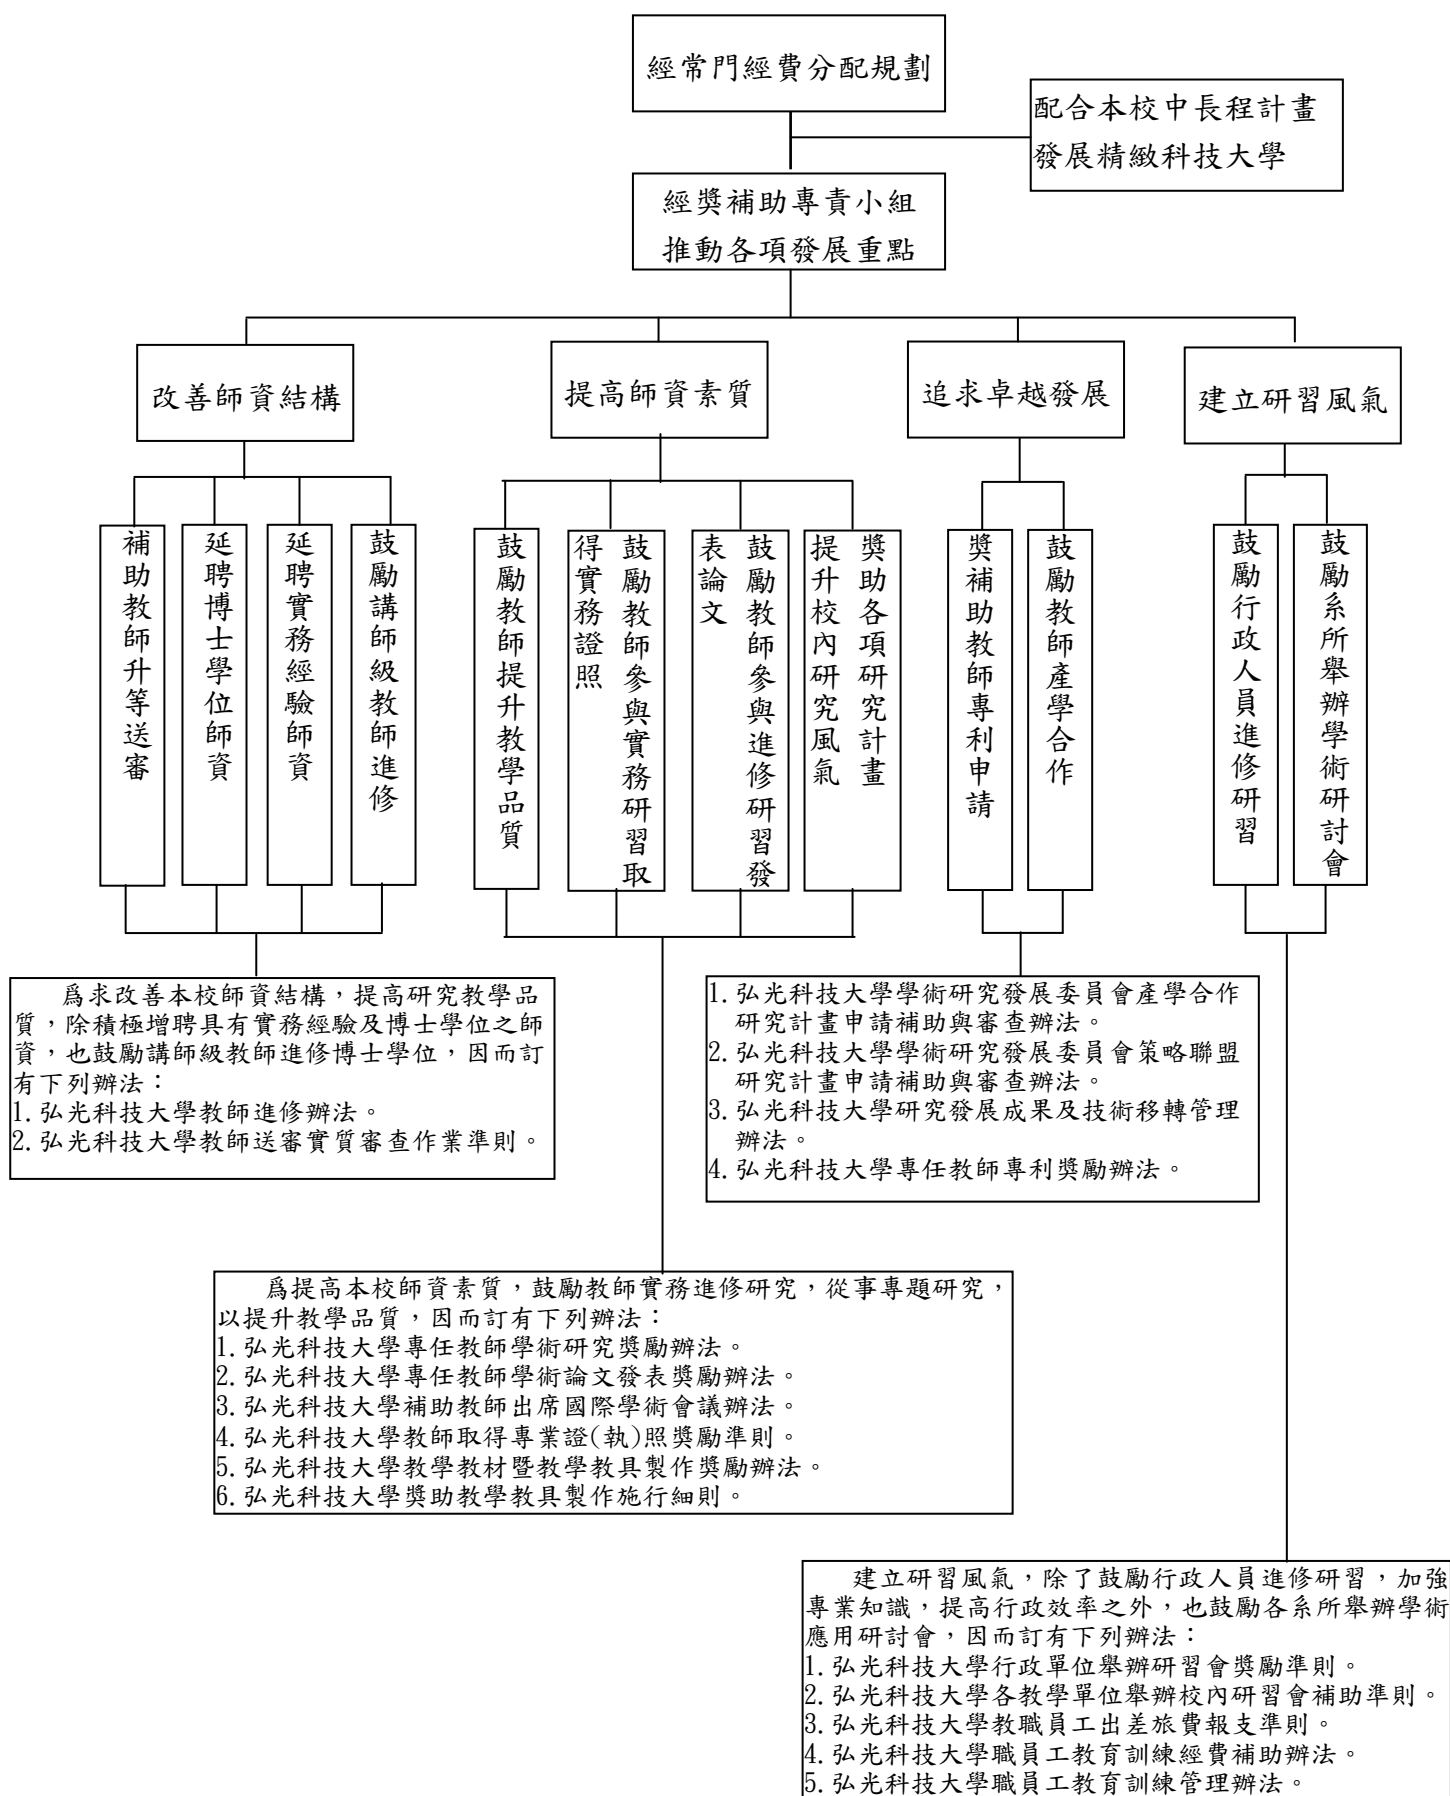 經常門經費分配規劃
配合本校中長程計畫
發展精緻科技大學
經獎補助專責小組
推動各項發展重點
改善師資結構
提高師資素質
追求卓越發展
建立研習風氣
補助教師升等送審
延聘博士學位師資
延聘實務經驗師資
鼓勵講師級教師進修
鼓勵教師提升教學品質
鼓勵教師參與實務研習取
得實務證照
鼓勵教師參與進修研習發
表論文
獎助各項研究計畫
提升校內研究風氣
獎補助教師專利申請
鼓勵教師產學合作
鼓勵行政人員進修研習
鼓勵系所舉辦學術研討會
為求改善本校師資結構，提高研究教學品
質，除積極增聘具有實務經驗及博士學位之師
資，也鼓勵講師級教師進修博士學位，因而訂
有下列辦法：
1.弘光科技大學教師進修辦法。
2.弘光科技大學教師送審實質審查作業準則。
1.弘光科技大學學術研究發展委員會產學合作
研究計畫申請補助與審查辦法。
2.弘光科技大學學術研究發展委員會策略聯盟
研究計畫申請補助與審查辦法。
3.弘光科技大學研究發展成果及技術移轉管理
辦法。
4.弘光科技大學專任教師專利獎勵辦法。
為提高本校師資素質，鼓勵教師實務進修研究，從事專題研究，
以提升教學品質，因而訂有下列辦法：
1.弘光科技大學專任教師學術研究獎勵辦法。
2.弘光科技大學專任教師學術論文發表獎勵辦法。
3.弘光科技大學補助教師出席國際學術會議辦法。
4.弘光科技大學教師取得專業證(執)照獎勵準則。
5.弘光科技大學教學教材暨教學教具製作獎勵辦法。
6.弘光科技大學獎助教學教具製作施行細則。
建立研習風氣，除了鼓勵行政人員進修研習，加強
專業知識，提高行政效率之外，也鼓勵各系所舉辦學術
應用研討會，因而訂有下列辦法：
1.弘光科技大學行政單位舉辦研習會獎勵準則。
2.弘光科技大學各教學單位舉辦校內研習會補助準則。
3.弘光科技大學教職員工出差旅費報支準則。
4.弘光科技大學職員工教育訓練經費補助辦法。
5.弘光科技大學職員工教育訓練管理辦法。